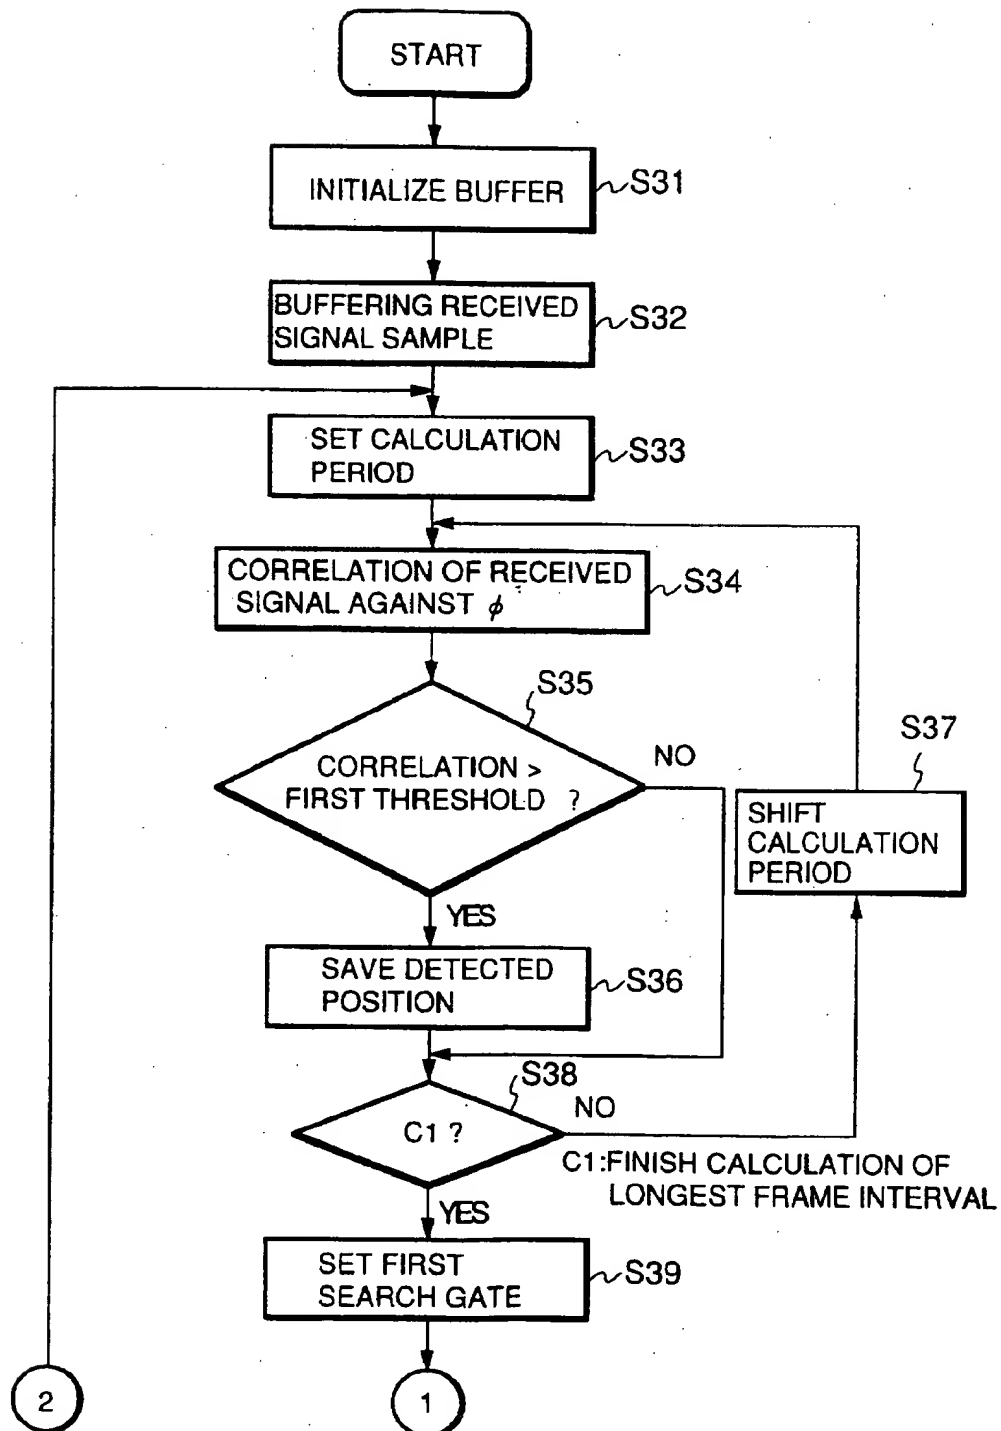 START
INITIALIZE BUFFER
S31
BUFFERING RECEIVED
SIGNAL SAMPLE
S32
SET CALCULATION
PERIOD
S33
CORRELATION OF RECEIVED
SIGNAL AGAINST ϕ
S34
S35
CORRELATION >
FIRST THRESHOLD ?
NO
S37
SHIFT
CALCULATION
PERIOD
YES
SAVE DETECTED
POSITION
S36
S38
C1 ?
NO
C1:FINISH CALCULATION OF
LONGEST FRAME INTERVAL
YES
SET FIRST
SEARCH GATE
S39
2
1